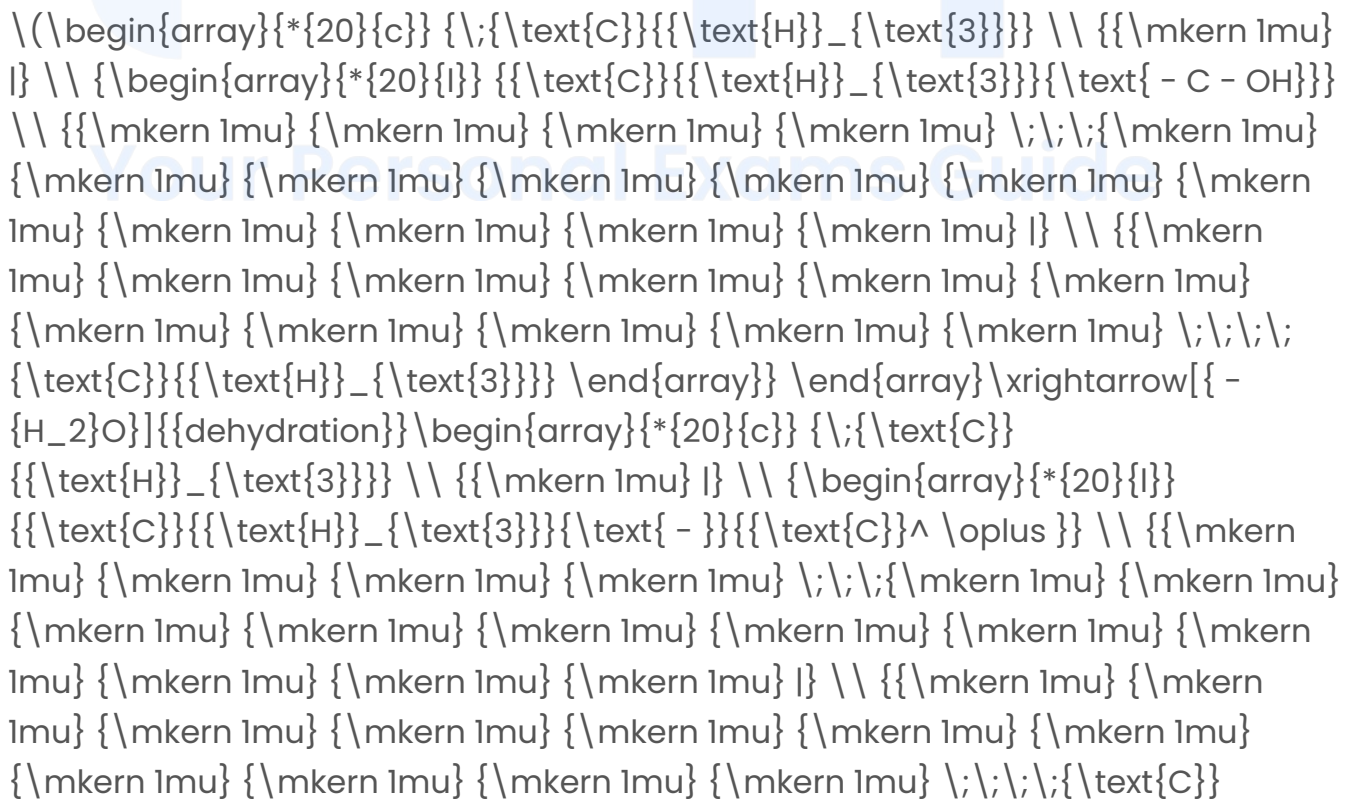 \(\begin{array}{*{20}{c}} {\;{\text{C}}{{\text{H}}_{\text{3}}}} \\ {{\mkern 1mu}
|} \\ {\begin{array}{*{20}{l}} {{\text{C}}{{\text{H}}_{\text{3}}}{\text{ - C - OH}}}
\\ {{\mkern 1mu} {\mkern 1mu} {\mkern 1mu} {\mkern 1mu} \;\;\;{\mkern 1mu}
Your Personal Exams Guide
{\mkern 1mu} {\mkern 1mu} {\mkern 1mu} {\mkern 1mu} {\mkern 1mu} {\mkern
1mu} {\mkern 1mu} {\mkern 1mu} {\mkern 1mu} {\mkern 1mu} |} \\ {{\mkern
1mu} {\mkern 1mu} {\mkern 1mu} {\mkern 1mu} {\mkern 1mu} {\mkern 1mu}
{\mkern 1mu} {\mkern 1mu} {\mkern 1mu} {\mkern 1mu} {\mkern 1mu} \;\;\;\;
{\text{C}}{{\text{H}}_{\text{3}}}} \end{array}} \end{array}\xrightarrow[{ -
{H_2}O}]{{dehydration}}\begin{array}{*{20}{c}} {\;{\text{C}}
{{\text{H}}_{\text{3}}}} \\ {{\mkern 1mu} |} \\ {\begin{array}{*{20}{l}}
{{\text{C}}{{\text{H}}_{\text{3}}}{\text{ - }}{{\text{C}}^ \oplus }} \\ {{\mkern
1mu} {\mkern 1mu} {\mkern 1mu} {\mkern 1mu} \;\;\;{\mkern 1mu} {\mkern 1mu}
{\mkern 1mu} {\mkern 1mu} {\mkern 1mu} {\mkern 1mu} {\mkern 1mu} {\mkern
1mu} {\mkern 1mu} {\mkern 1mu} {\mkern 1mu} |} \\ {{\mkern 1mu} {\mkern
1mu} {\mkern 1mu} {\mkern 1mu} {\mkern 1mu} {\mkern 1mu} {\mkern 1mu}
{\mkern 1mu} {\mkern 1mu} {\mkern 1mu} {\mkern 1mu} \;\;\;\;{\text{C}}